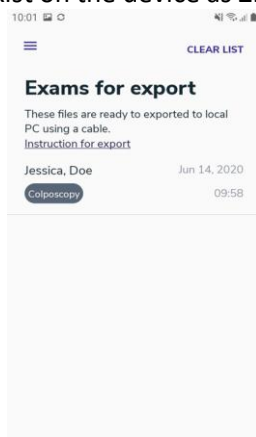 10:01
CLEAR LIST
Exams for export
These files are ready to exported to local
PC using a cable.
Instruction for export
Jessica, Doe Jun 14, 2020
Colposcopy 09:58